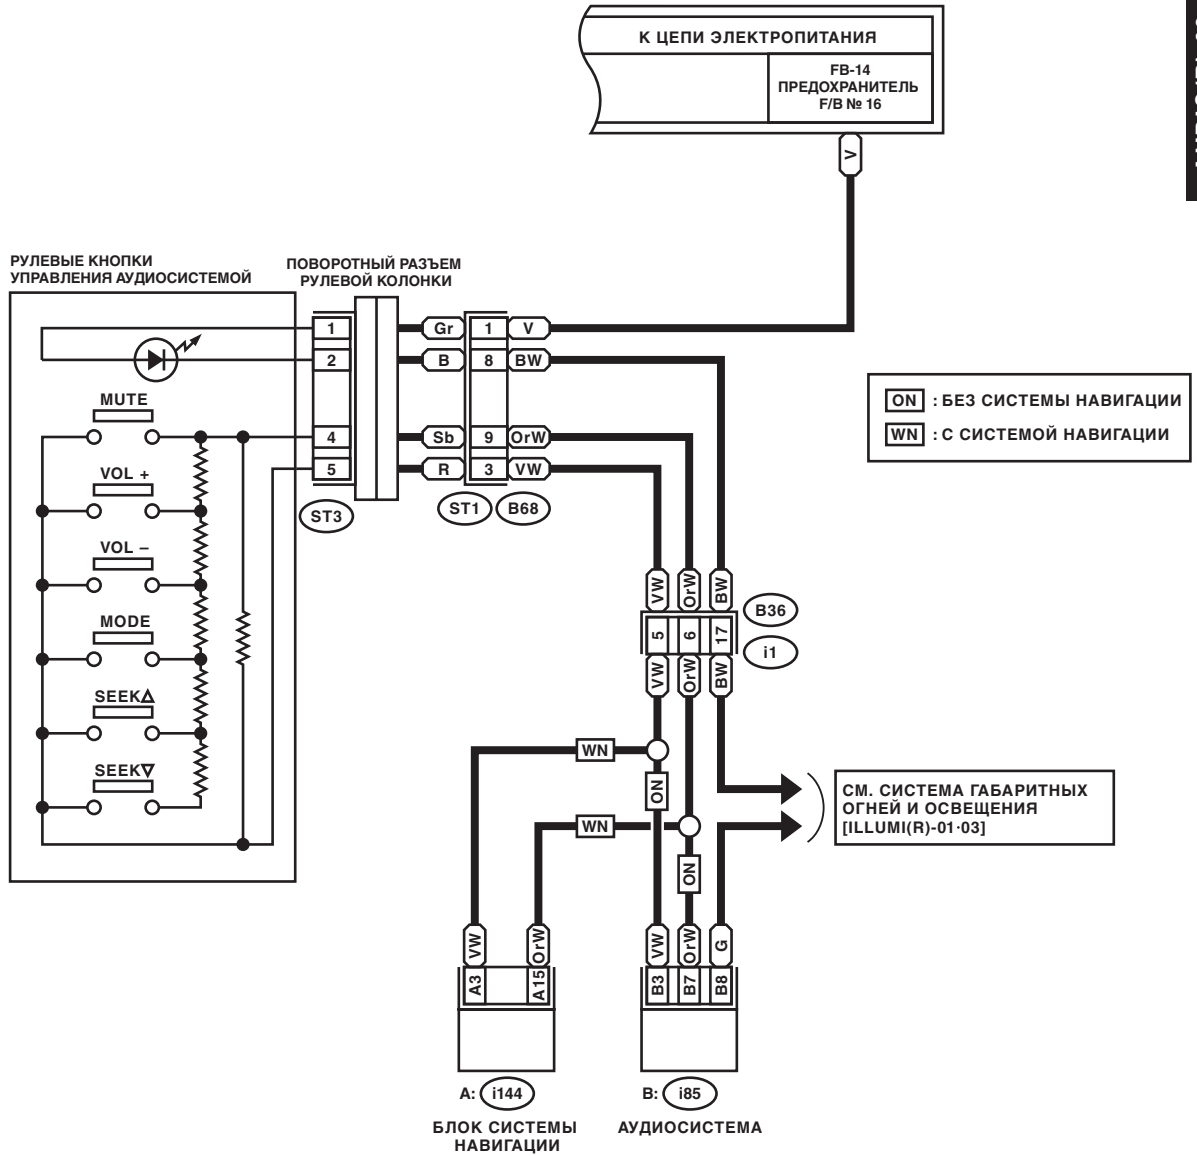 К ЦЕПИ ЭЛЕКТРОПИТАНИЯ
FB-14
ПРЕДОХРАНИТЕЛЬ
F/B № 16
V
РУЛЕВЫЕ КНОПКИ
УПРАВЛЕНИЯ АУДИОСИСТЕМОЙ
ПОВОРОТНЫЙ РАЗЪЕМ
РУЛЕВОЙ КОЛОНКИ
1 Gr 1 V
2 B 8 BW
4 Sb 9 OrW
5 R 3 VW
ST3 ST1 B68
MUTE
VOL +
VOL –
MODE
SEEK△
SEEK▽
ON : БЕЗ СИСТЕМЫ НАВИГАЦИИ
WN : С СИСТЕМОЙ НАВИГАЦИИ
VW OrW BW
5 6 17
VW OrW BW
B36
i1
WN
ON
WN
ON
СМ. СИСТЕМА ГАБАРИТНЫХ
ОГНЕЙ И ОСВЕЩЕНИЯ
[ILLUMI(R)-01·03]
VW OrW VW OrW G
A3 A15 B3 B7 B8
A: i144
БЛОК СИСТЕМЫ
НАВИГАЦИИ
B: i85
АУДИОСИСТЕМА